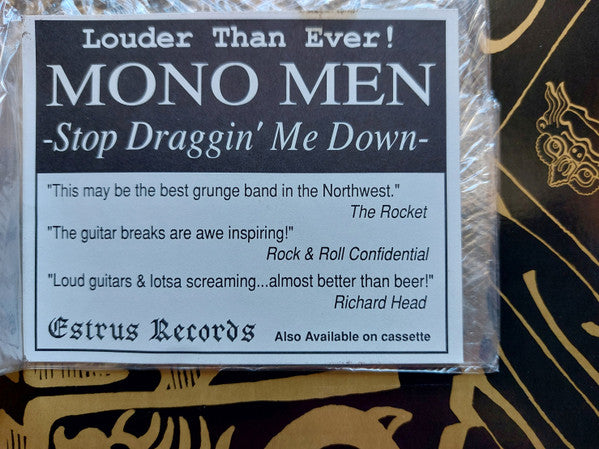 Louder Than Ever!
MONO MEN
-Stop Draggin' Me Down-
"This may be the best grunge band in the Northwest."
The Rocket
"The guitar breaks are awe inspiring!"
Rock & Roll Confidential
"Loud guitars & lotsa screaming...almost better than beer!"
Richard Head
Estrus Records Also Available on cassette